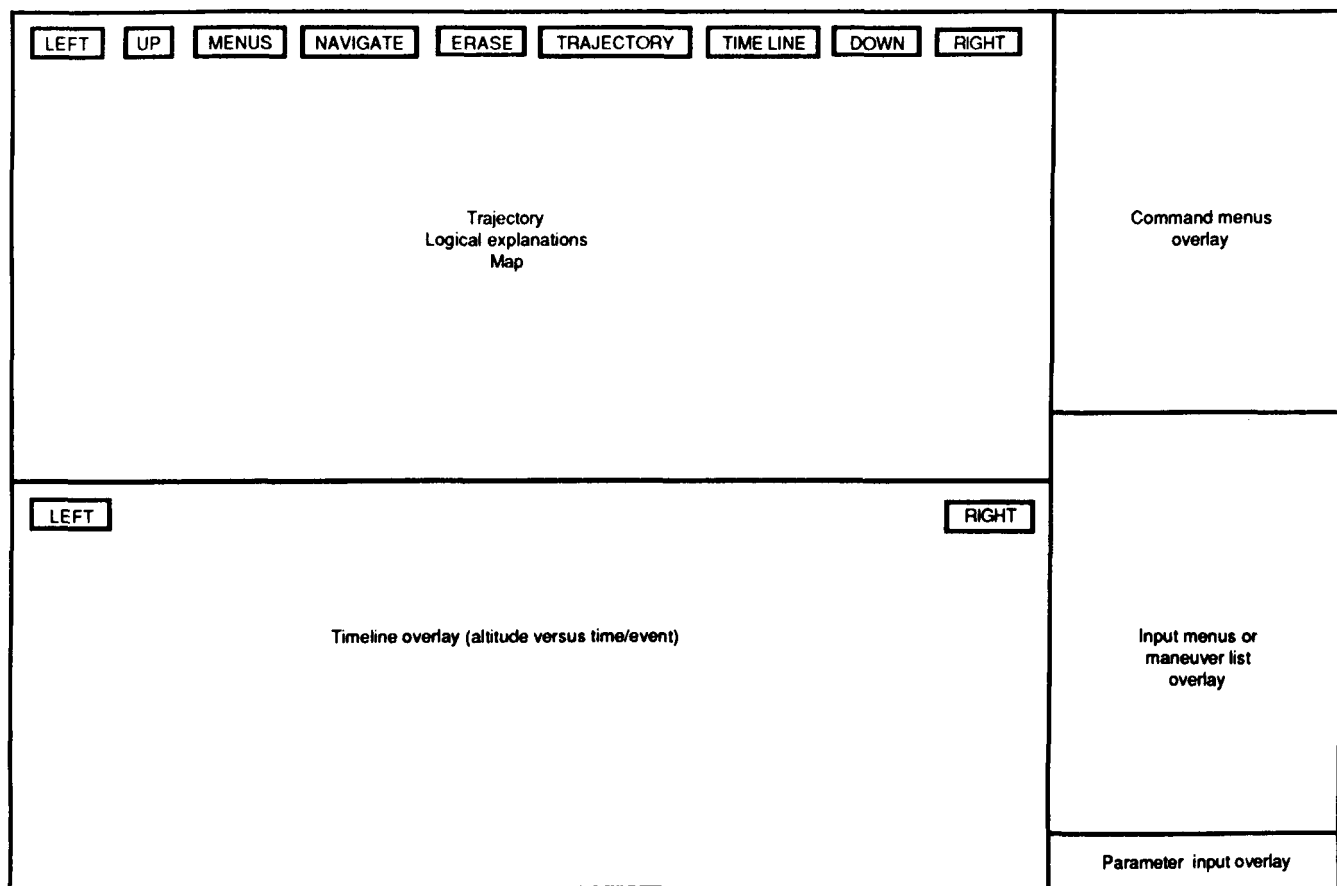 LEFT UP MENUS NAVIGATE ERASE TRAJECTORY TIME LINE DOWN RIGHT
Trajectory
Logical explanations
Map
Command menus
overlay
LEFT RIGHT
Timeline overlay (altitude versus time/event)
Input menus or
maneuver list
overlay
Parameter input overlay